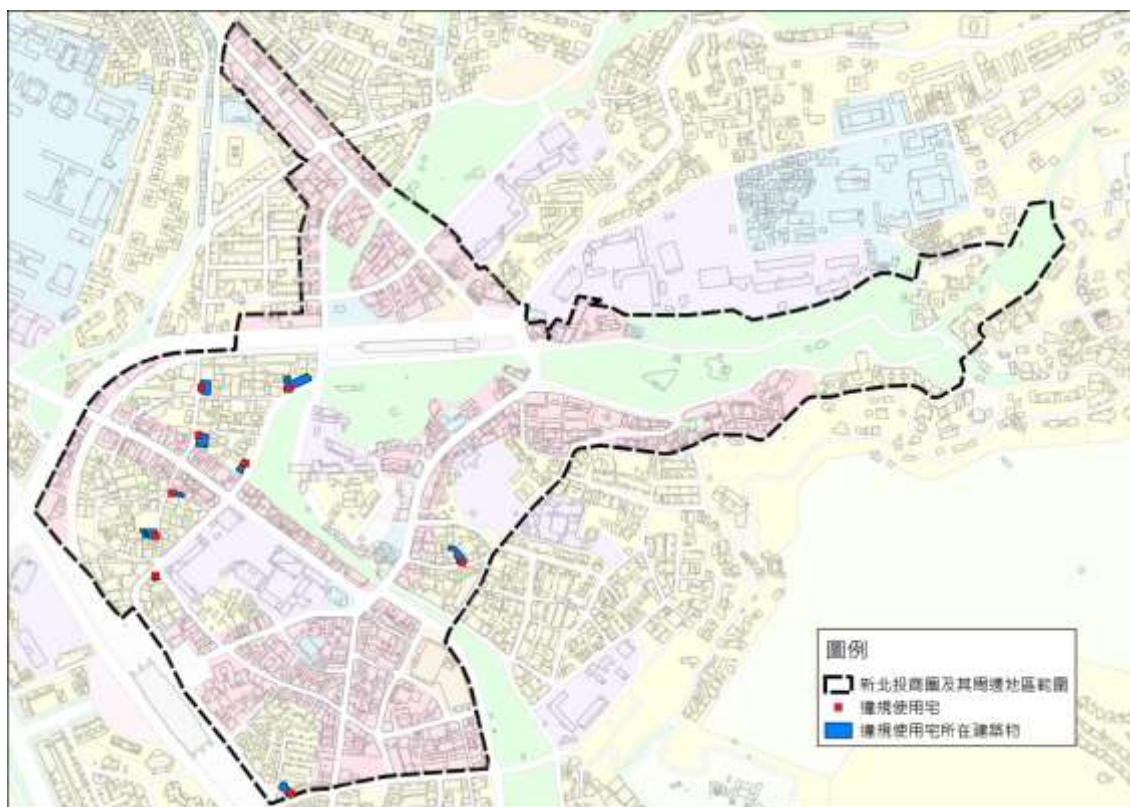 圖例
新北投商圈及其周邊地區範圍
違規使用宅
違規使用宅所在建築物